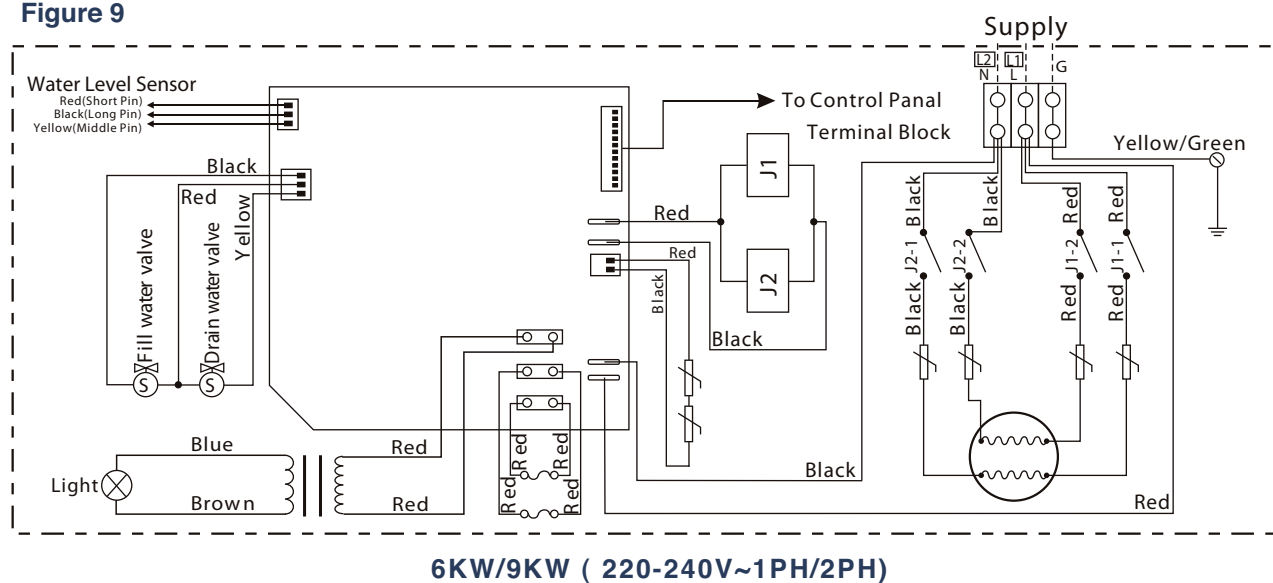 Figure 9
Supply
L2 L1 G
N L
Water Level Sensor
Red(Short Pin)
Black(Long Pin)
Yellow(Middle Pin)
To Control Panal
Terminal Block
Yellow/Green
Black
Red
Yellow
Fill water valve
Drain water valve
S
S
Red
J1
J2
Red
Black
Black
Black
Black
Red
Red
J2-1
J2-2
J1-2
J1-1
Black
Black
Red
Red
Blue
Light
Brown
Red
Red
Red
Red
Red
Red
Black
Red
6KW/9KW ( 220-240V~1PH/2PH)